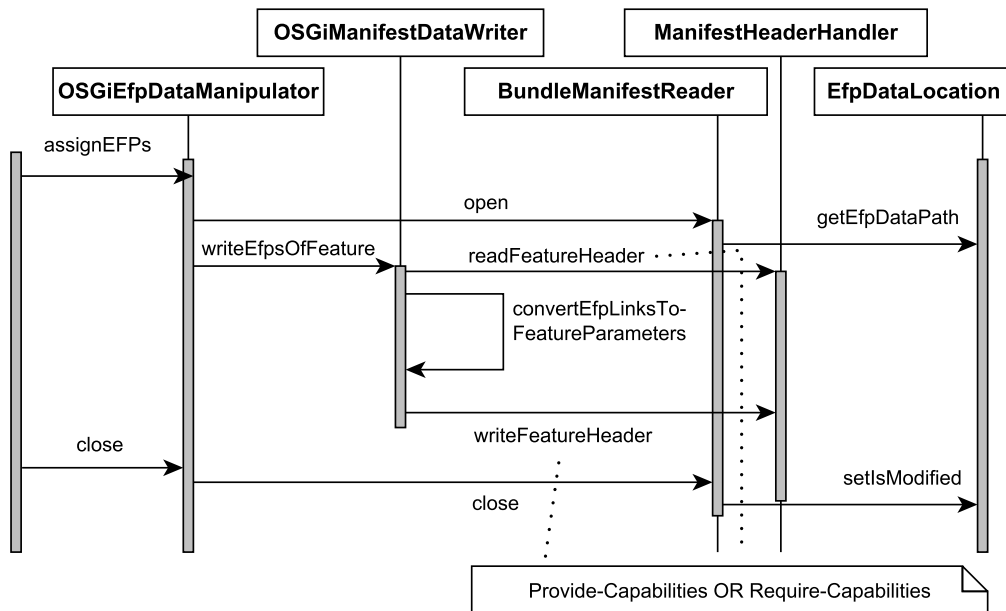 OSGiManifestDataWriter
ManifestHeaderHandler
OSGiEfpDataManipulator
BundleManifestReader
EfpDataLocation
assignEFPs
open
getEfpDataPath
writeEfpsOfFeature
readFeatureHeader
convertEfpLinksTo-
FeatureParameters
writeFeatureHeader
close
setIsModified
close
Provide-Capabilities OR Require-Capabilities